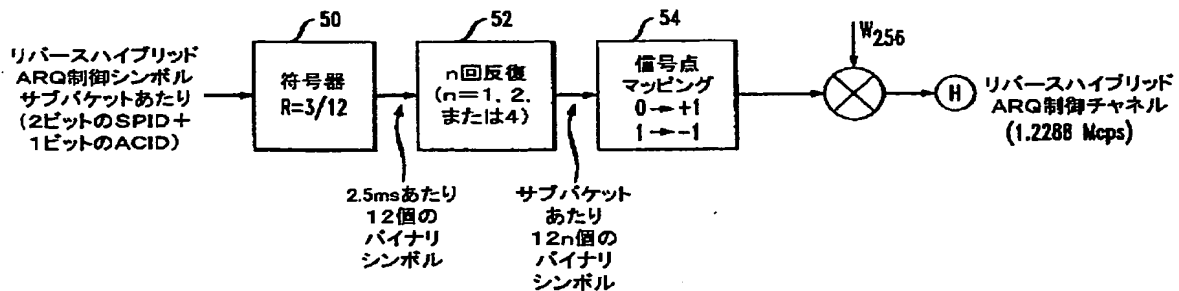 リバースハイブリッド
ARQ制御シンボル
サブパケットあたり
(2ビットのSPID+
1ビットのACID)
50
符号器
R=3/12
2.5msあたり
12個の
バイナリ
シンボル
52
n回反復
(n=1, 2,
または4)
サブパケット
あたり
12n個の
バイナリ
シンボル
54
信号点
マッピング
0→+1
1→-1
W256
H
リバースハイブリッド
ARQ制御チャネル
(1.2288 Mcps)